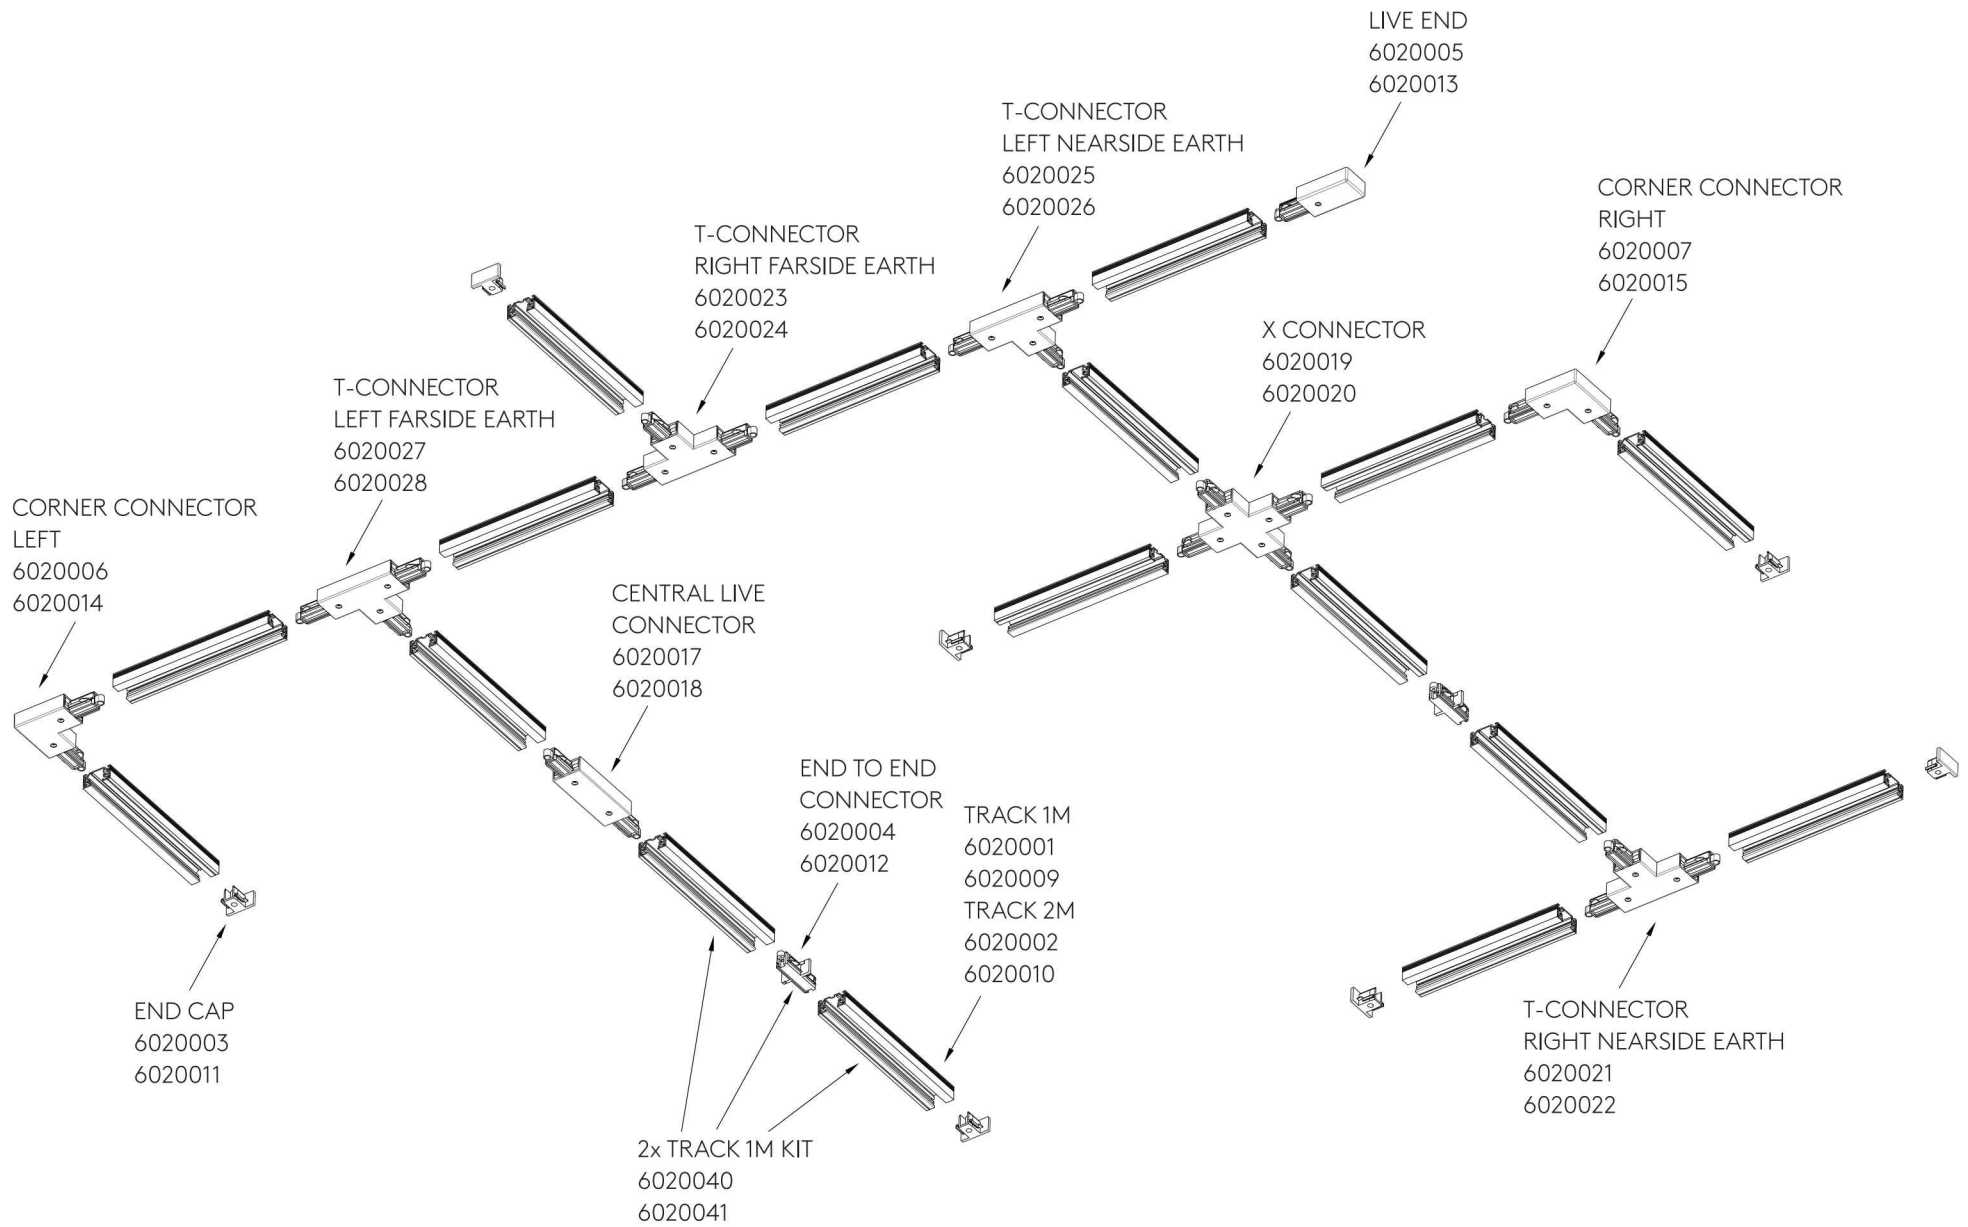 LIVE END
6020005
6020013
T-CONNECTOR
LEFT NEARSIDE EARTH
6020025
6020026
CORNER CONNECTOR
RIGHT
6020007
6020015
T-CONNECTOR
RIGHT FARSIDE EARTH
6020023
6020024
X CONNECTOR
6020019
6020020
T-CONNECTOR
LEFT FARSIDE EARTH
6020027
6020028
CORNER CONNECTOR
LEFT
6020006
6020014
CENTRAL LIVE
CONNECTOR
6020017
6020018
END TO END
CONNECTOR
6020004
6020012
TRACK 1M
6020001
6020009
TRACK 2M
6020002
6020010
END CAP
6020003
6020011
T-CONNECTOR
RIGHT NEARSIDE EARTH
6020021
6020022
2x TRACK 1M KIT
6020040
6020041